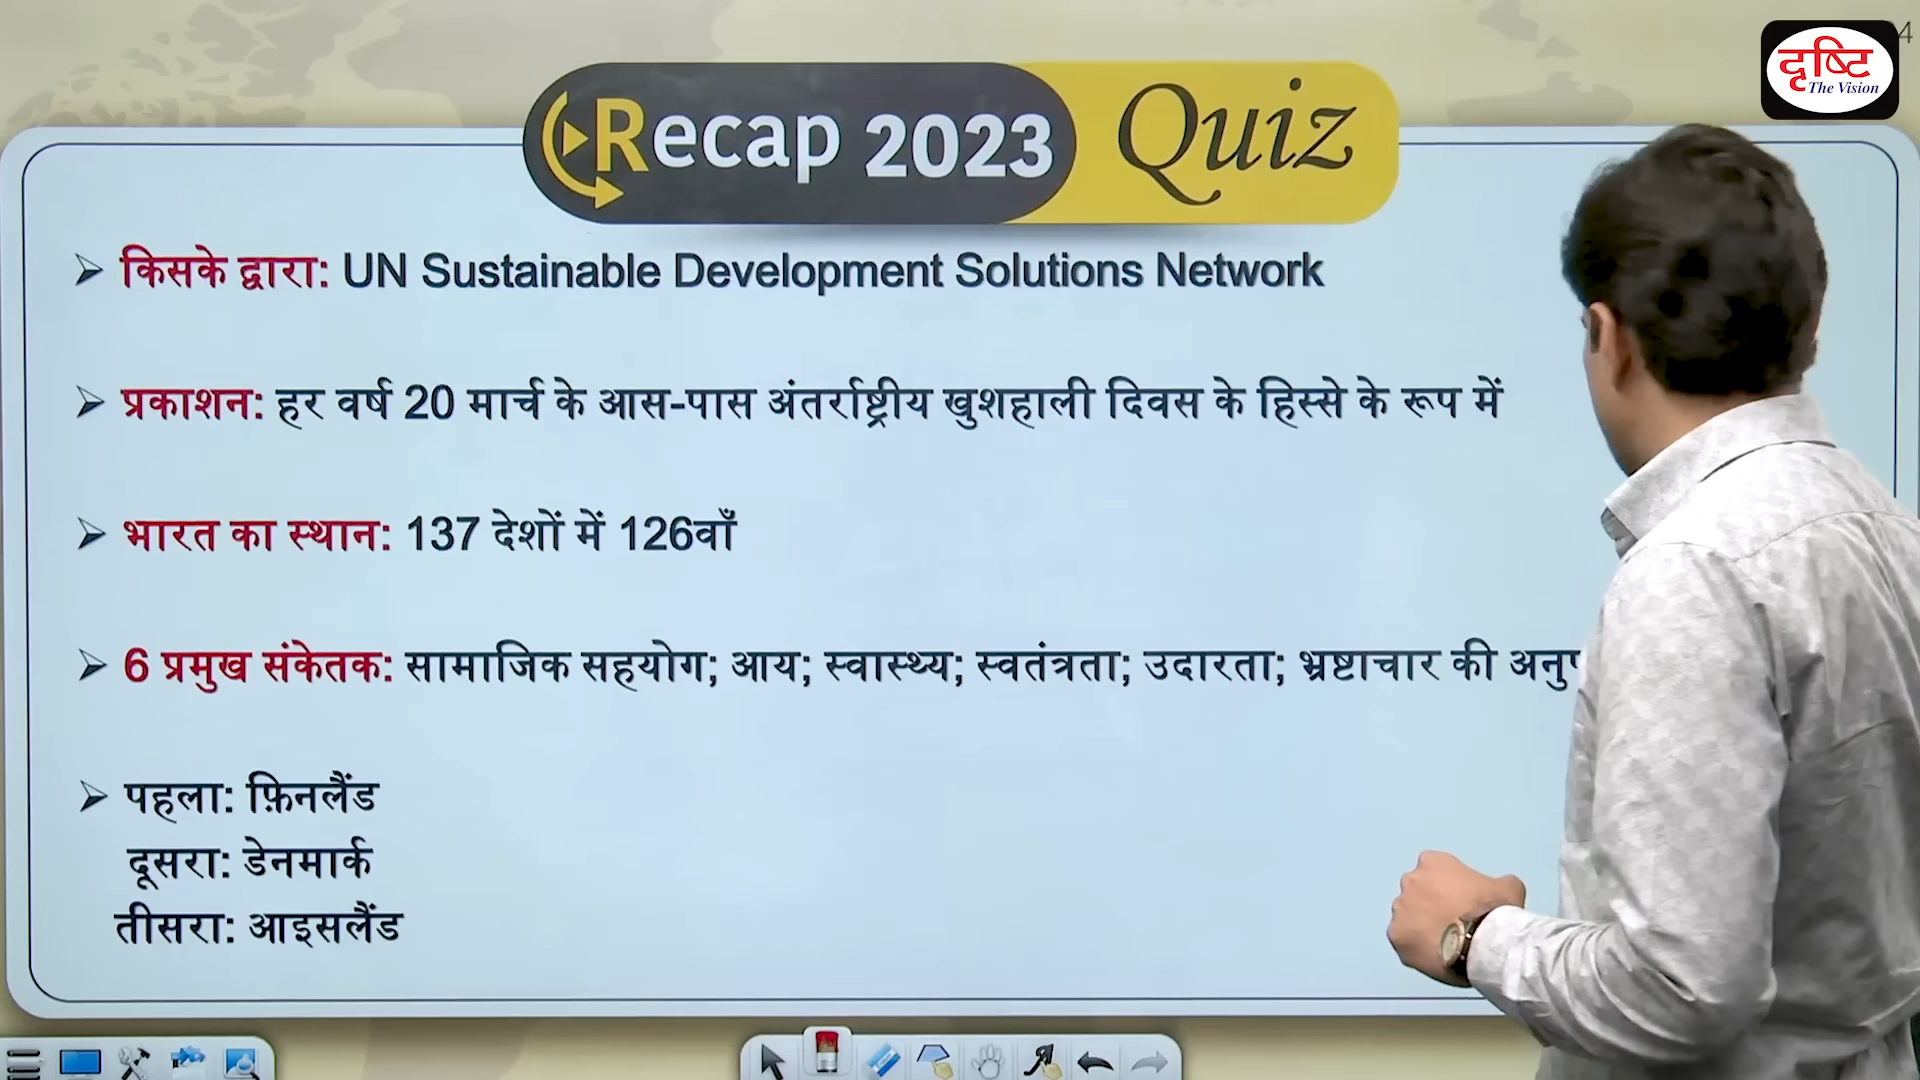 4
दृष्टि
The Vision
Recap 2023 Quiz
किसके द्वारा: UN Sustainable Development Solutions Network
प्रकाशन: हर वर्ष 20 मार्च के आस-पास अंतर्राष्ट्रीय खुशहाली दिवस के हिस्से के रूप में
भारत का स्थान: 137 देशों में 126वाँ
6 प्रमुख संकेतक: सामाजिक सहयोग; आय; स्वास्थ्य; स्वतंत्रता; उदारता; भ्रष्टाचार की
पहला: फ़िनलैंड
दूसरा: डेनमार्क
तीसरा: आइसलैंड